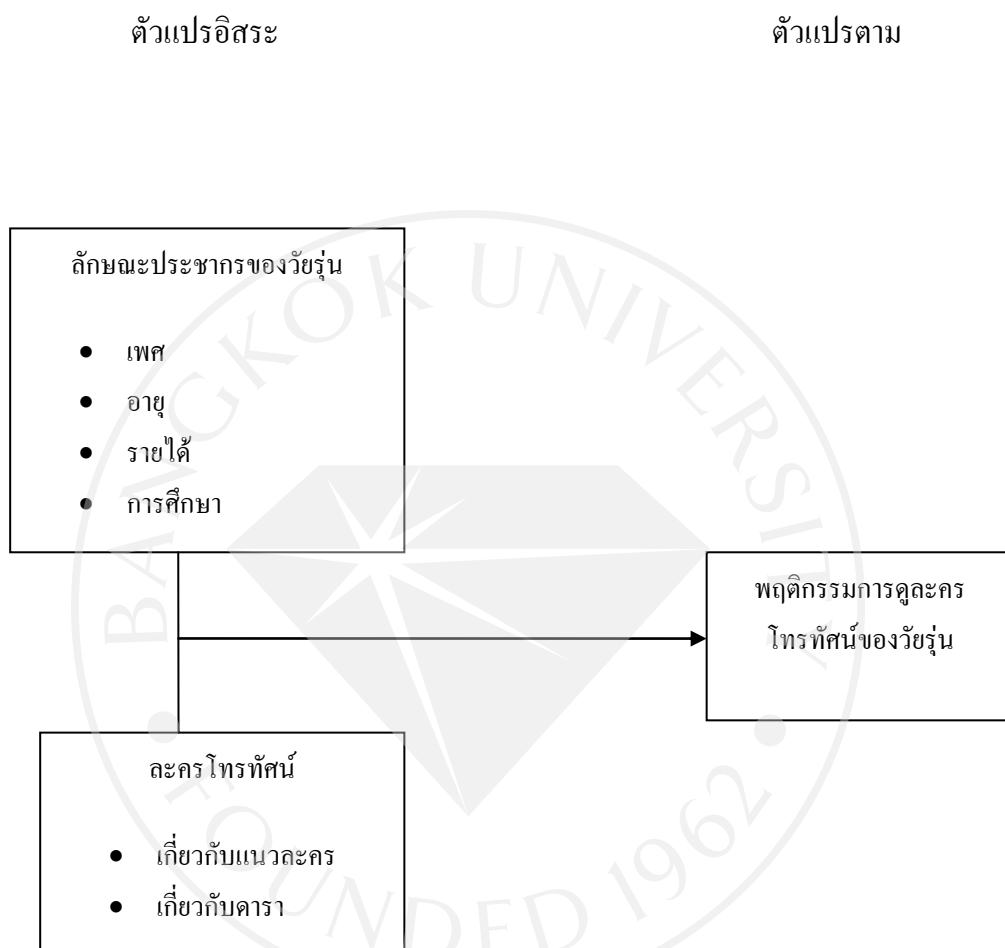 ตัวแปรอิสระ
ตัวแปรตาม
ลักษณะประชากรของวัยรุ่น
• เพศ
• อายุ
• รายได้
• การศึกษา
พฤติกรรมการดูละคร
โทรทัศน์ของวัยรุ่น
ละครโทรทัศน์
• เกี่ยวกับแนวละคร
• เกี่ยวกับดารา
BANGKOK UNIVERSITY
FOUNDED 1962